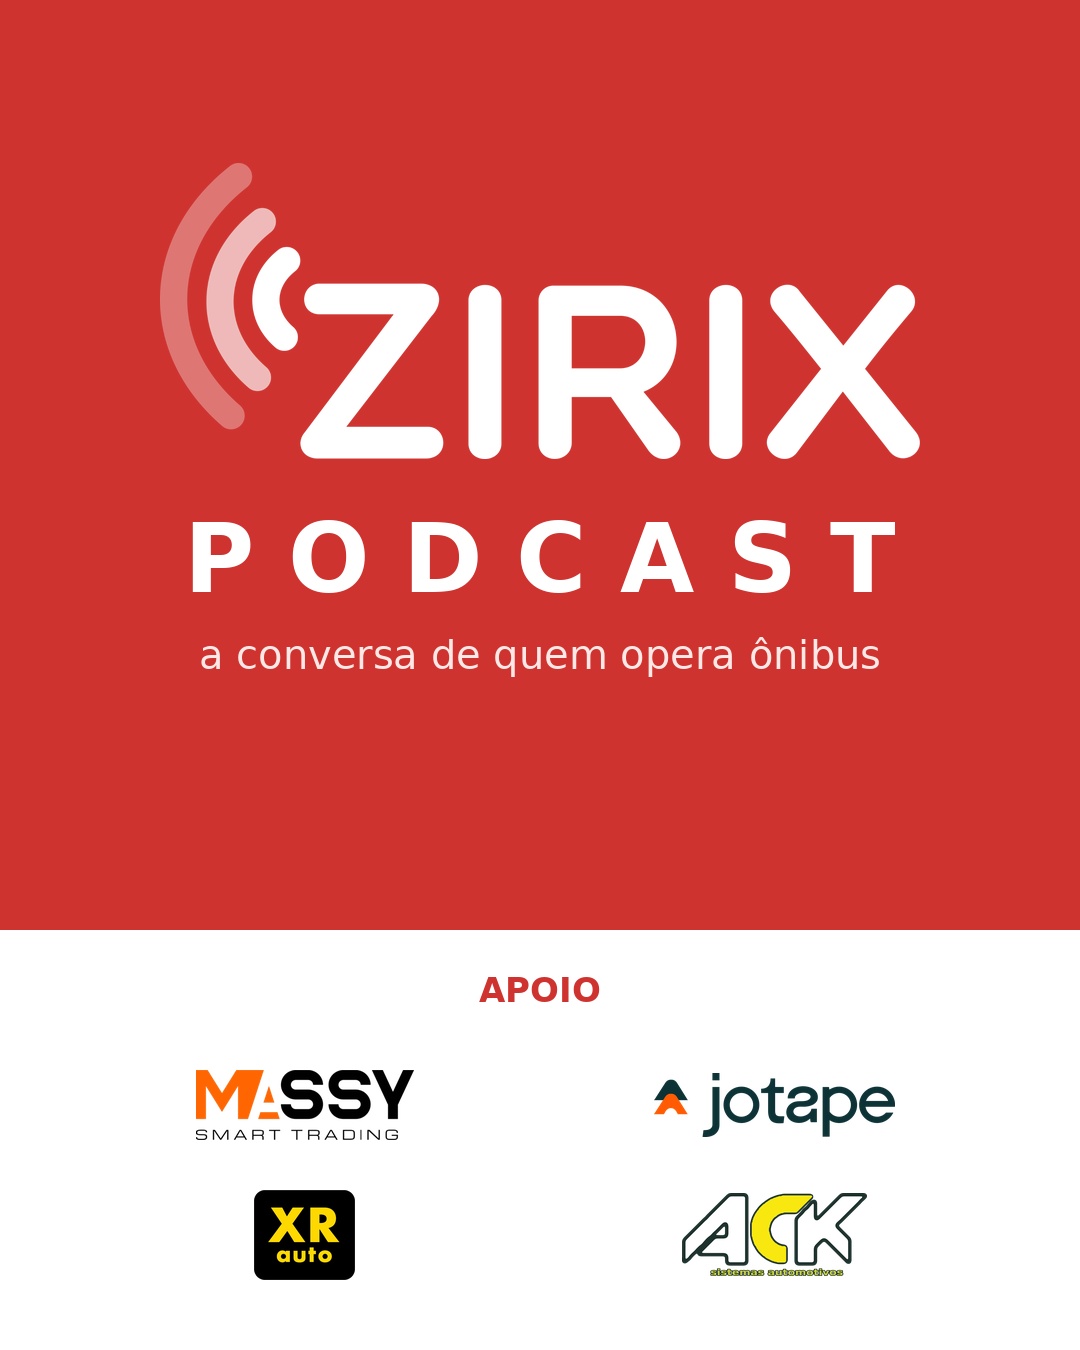 ZIRIX
PODCAST
a conversa de quem opera ônibus
APOIO
MASSY
SMART TRADING
jotape
XR
auto
ACK
sistemas automotivos